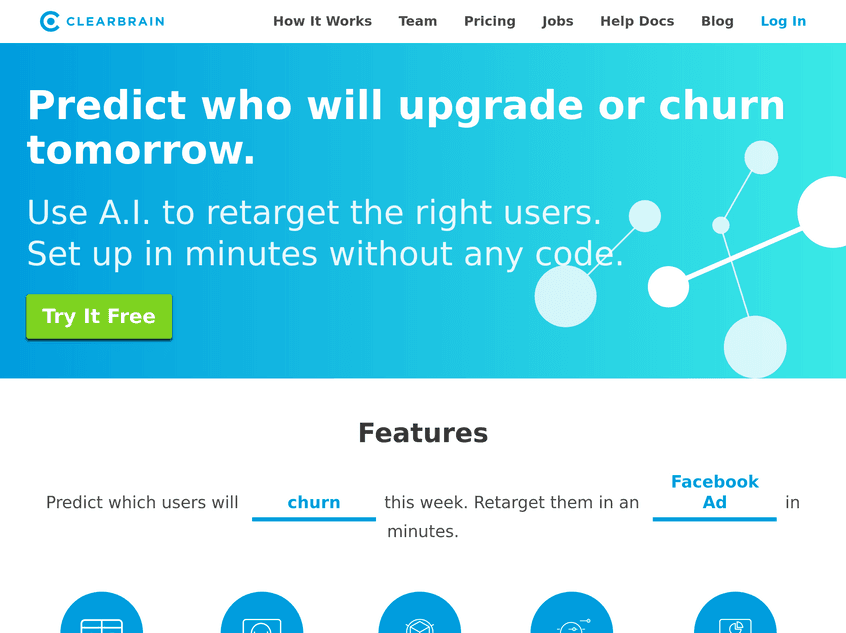 CLEARBRAIN
How It Works Team Pricing Jobs Help Docs Blog Log In
Predict who will upgrade or churn
tomorrow.
Use A.I. to retarget the right users.
Set up in minutes without any code.
Try It Free
Features
Predict which users will churn this week. Retarget them in an Facebook Ad in
minutes.